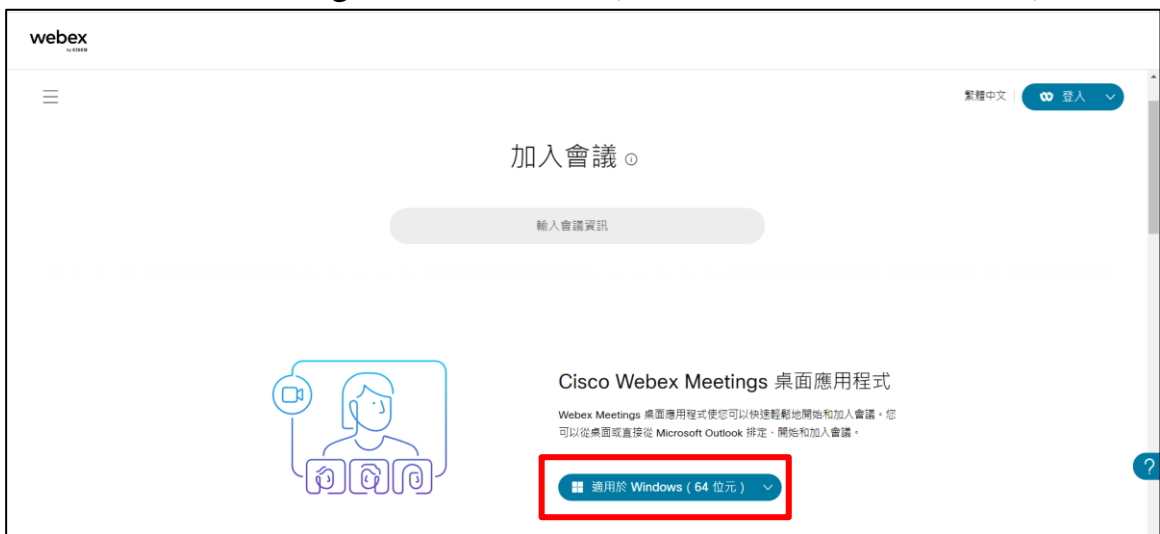 webex
by CISCO
繁體中文
登入
加入會議
輸入會議資訊
Cisco Webex Meetings 桌面應用程式
Webex Meetings 桌面應用程式使您可以快速輕鬆地開始和加入會議。您
可以從桌面或直接從 Microsoft Outlook 排定、開始和加入會議。
適用於 Windows（64 位元）
?